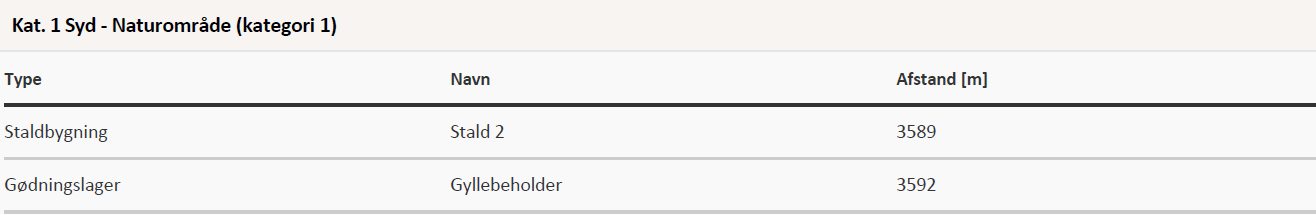 Kat. 1 Syd - Naturområde (kategori 1)
Type Navn Afstand [m]
Staldbygning Stald 2 3589
Gødningslager Gyllebeholder 3592